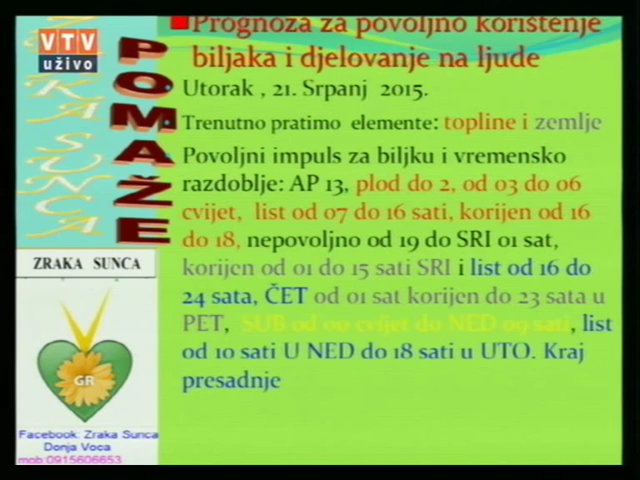 VTV
uživo
POMAŽE
ZRAKA SUNCA
GR
Facebook: Zraka Sunca
Donja Voca
mob:0915606653
Prognoza za povoljno korištenje
biljaka i djelovanje na ljude
Utorak , 21. Srpanj 2015.
Trenutno pratimo elemente: topline i zemlje
Povoljni impuls za biljku i vremensko
razdoblje: AP 13, plod do 2, od 03 do 06
cvijet, list od 07 do 16 sati, korijen od 16
do 18, nepovoljno od 19 do SRI 01 sat,
korijen od 01 do 15 sati SRI i list od 16 do
24 sata, ČET od 01 sat korijen do 23 sata u
PET, SUB od 00 cvijet do NED 09 sati, list
od 10 sati U NED do 18 sati u UTO. Kraj
presadnje